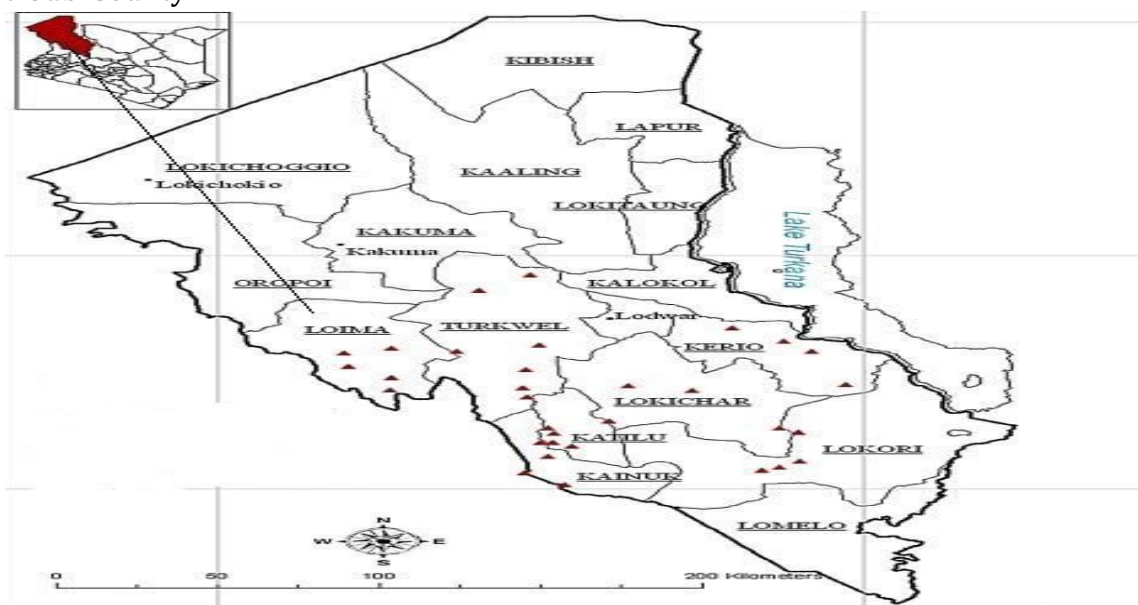 KIBISH
LAPUR
LOKICHOGGIO
Lokichokio
KAALING
LOKITAUNG
KAKUMA
Kakuma
Lake Turkana
OROPOI
KALOKOL
LOIMA
TURKWEL
Lodwar
KERIO
LOKICHAR
KATILU
LOKORI
KAINUK
LOMELO
N
W
E
S
0
50
100
200 Kilometers